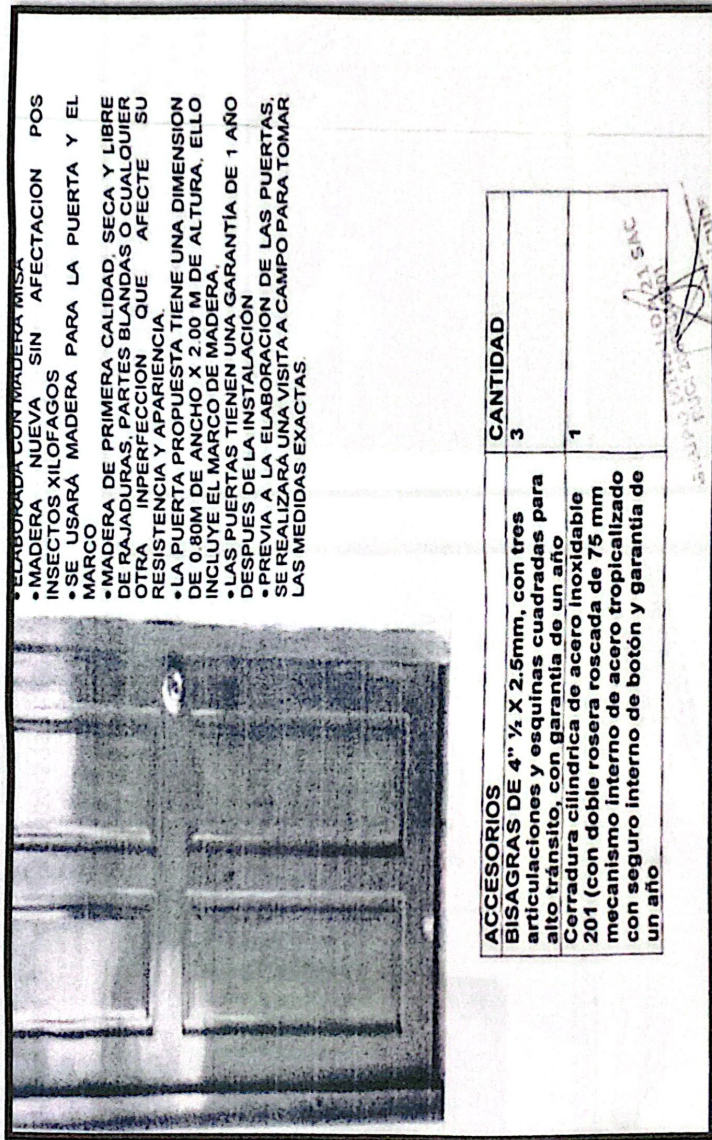 • ELABORADA CON MADERA MISA
• MADERA NUEVA SIN AFECTACION POS
INSECTOS XILOFAGOS
• SE USARÁ MADERA PARA LA PUERTA Y EL
MARCO
• MADERA DE PRIMERA CALIDAD, SECA Y LIBRE
DE RAJADURAS, PARTES BLANDAS O CUALQUIER
OTRA INPERFECCION QUE AFECTE SU
RESISTENCIA Y APARIENCIA.
• LA PUERTA PROPUESTA TIENE UNA DIMENSION
DE 0.80M DE ANCHO X 2.00 M DE ALTURA, ELLO
INCLUYE EL MARCO DE MADERA.
• LAS PUERTAS TIENEN UNA GARANTÍA DE 1 AÑO
DESPUES DE LA INSTALACIÓN
• PREVIA A LA ELABORACION DE LAS PUERTAS,
SE REALIZARÁ UNA VISITA A CAMPO PARA TOMAR
LAS MEDIDAS EXACTAS.
ACCESORIOS CANTIDAD
BISAGRAS DE 4" ½ X 2.5mm, con tres 3
articulaciones y esquinas cuadradas para
alto tránsito, con garantía de un año
Cerradura cilíndrica de acero inoxidable 1
201 (con doble rosera roscada de 75 mm
mecanismo interno de acero tropicalizado
con seguro interno de botón y garantía de
un año
21 SAC